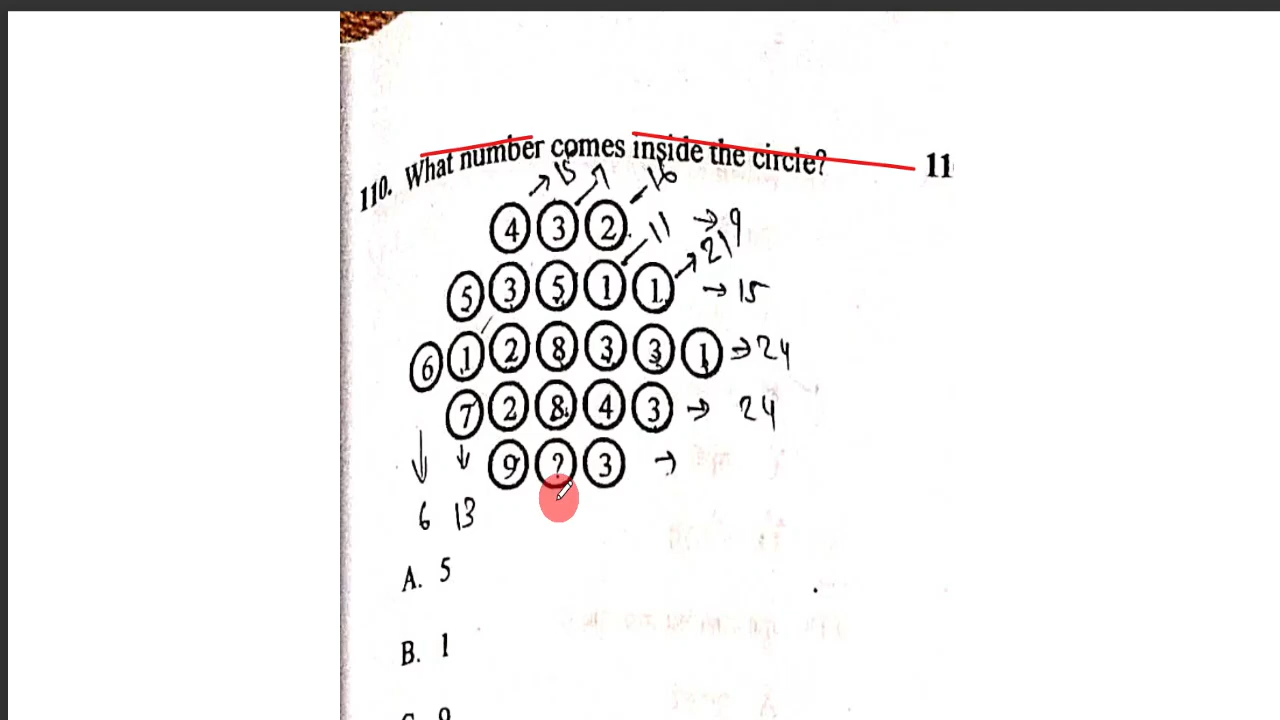 110. What number comes inside the circle? 11
15 7 16
4 3 2 → 9
11 21
5 3 5 1 1 → 15
6 1 2 8 3 3 1 → 24
7 2 8 4 3 → 24
9 ? 3 →
6 13
A. 5
B. 1